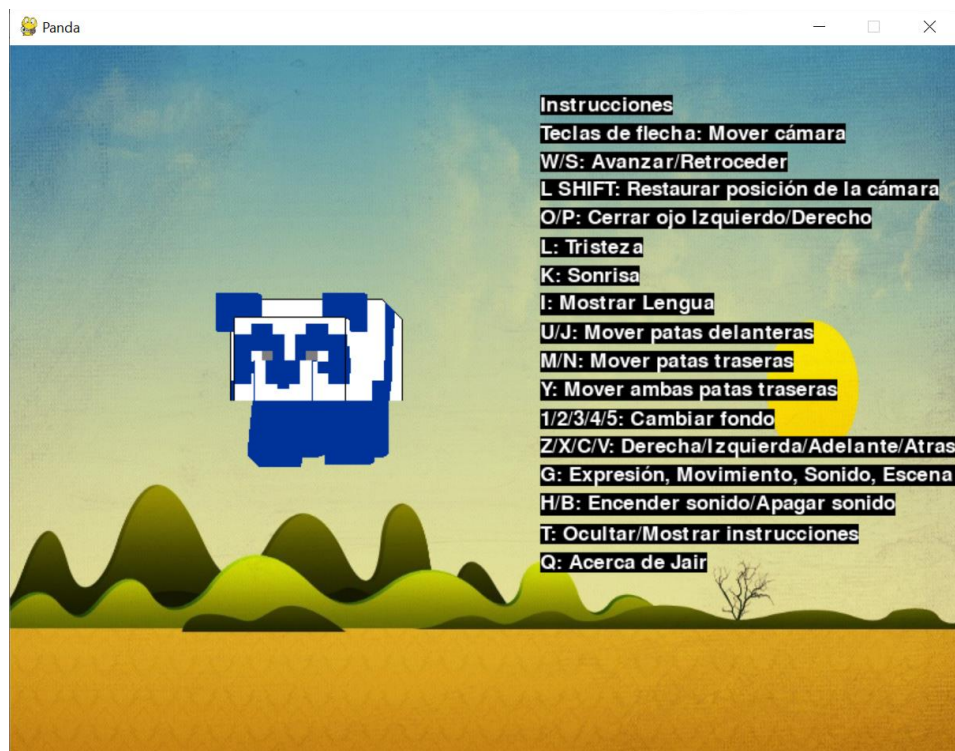 Panda
Instrucciones
Teclas de flecha: Mover cámara
W/S: Avanzar/Retroceder
L SHIFT: Restaurar posición de la cámara
O/P: Cerrar ojo Izquierdo/Derecho
L: Tristeza
K: Sonrisa
I: Mostrar Lengua
U/J: Mover patas delanteras
M/N: Mover patas traseras
Y: Mover ambas patas traseras
1/2/3/4/5: Cambiar fondo
Z/X/C/V: Derecha/Izquierda/Adelante/Atras
G: Expresión, Movimiento, Sonido, Escena
H/B: Encender sonido/Apagar sonido
T: Ocultar/Mostrar instrucciones
Q: Acerca de Jair